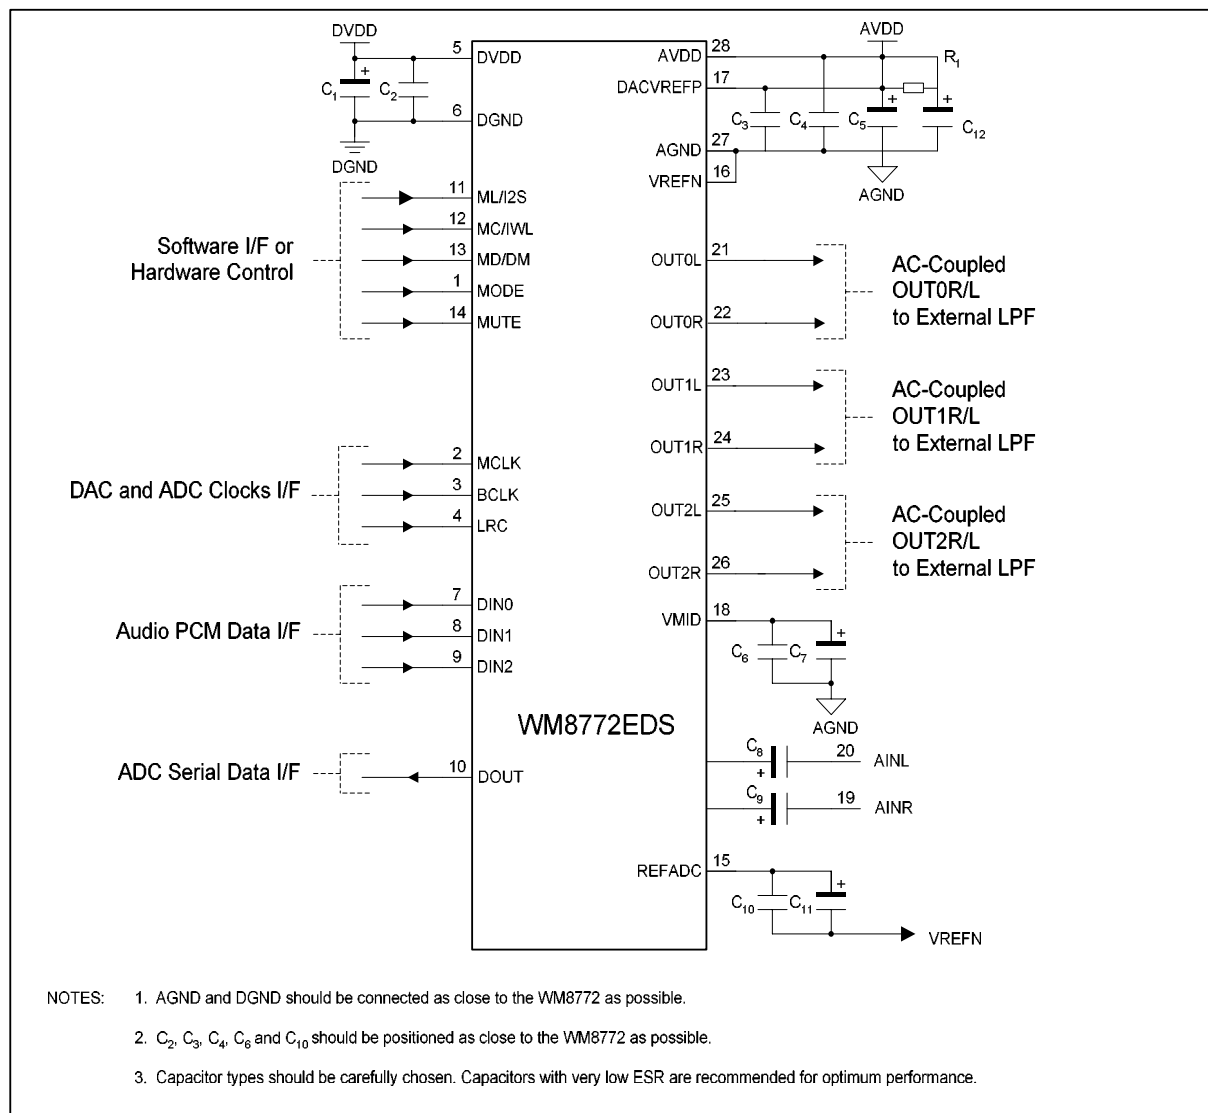 DVDD
5
DVDD
+
C1
C2
6
DGND
DGND
AVDD
28
AVDD
R1
17
DACVREFP
+
+
C3
C4
C5
C12
27
AGND
VREFN
16
AGND
Software I/F or
Hardware Control
11
ML/I2S
12
MC/IWL
13
MD/DM
1
MODE
14
MUTE
21
OUT0L
22
OUT0R
AC-Coupled
OUT0R/L
to External LPF
23
OUT1L
24
OUT1R
AC-Coupled
OUT1R/L
to External LPF
DAC and ADC Clocks I/F
2
MCLK
3
BCLK
4
LRC
25
OUT2L
26
OUT2R
AC-Coupled
OUT2R/L
to External LPF
Audio PCM Data I/F
7
DIN0
8
DIN1
9
DIN2
18
VMID
+
C6
C7
AGND
WM8772EDS
ADC Serial Data I/F
10
DOUT
C8
+
20
AINL
C9
+
19
AINR
15
REFADC
+
C10
C11
VREFN
NOTES: 1. AGND and DGND should be connected as close to the WM8772 as possible.
2. C2, C3, C4, C6 and C10 should be positioned as close to the WM8772 as possible.
3. Capacitor types should be carefully chosen. Capacitors with very low ESR are recommended for optimum performance.